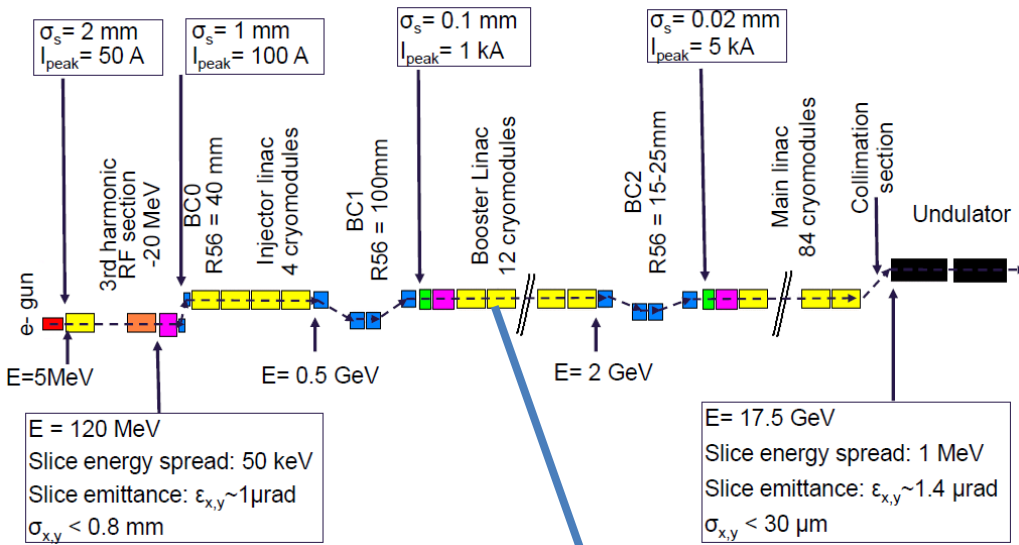 σs = 2 mm
Ipeak= 50 A
σs = 1 mm
Ipeak= 100 A
σs = 0.1 mm
Ipeak= 1 kA
σs = 0.02 mm
Ipeak= 5 kA
e- gun
3rd harmonic
RF section
-20 MeV
BC0
R56 = 40 mm
Injector linac
4 cryomodules
BC1
R56 = 100mm
Booster Linac
12 cryomodules
BC2
R56 = 15-25mm
Main linac
84 cryomodules
Collimation
section
Undulator
E=5MeV
E= 0.5 GeV
E= 2 GeV
E = 120 MeV
Slice energy spread: 50 keV
Slice emittance: εx,y~1μrad
σx,y < 0.8 mm
E= 17.5 GeV
Slice energy spread: 1 MeV
Slice emittance: εx,y~1.4 μrad
σx,y < 30 μm